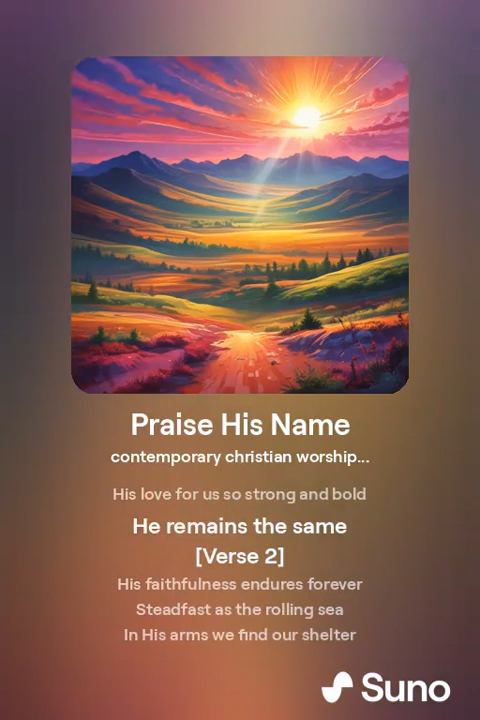 Praise His Name
contemporary christian worship...
His love for us so strong and bold
He remains the same
[Verse 2]
His faithfulness endures forever
Steadfast as the rolling sea
In His arms we find our shelter
Suno